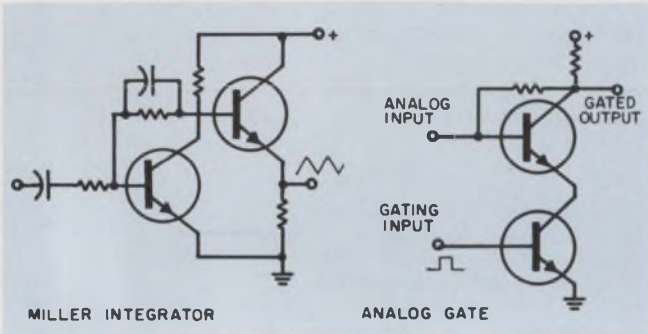 +
+
ANALOG
INPUT
GATED
OUTPUT
GATING
INPUT
MILLER INTEGRATOR
ANALOG GATE